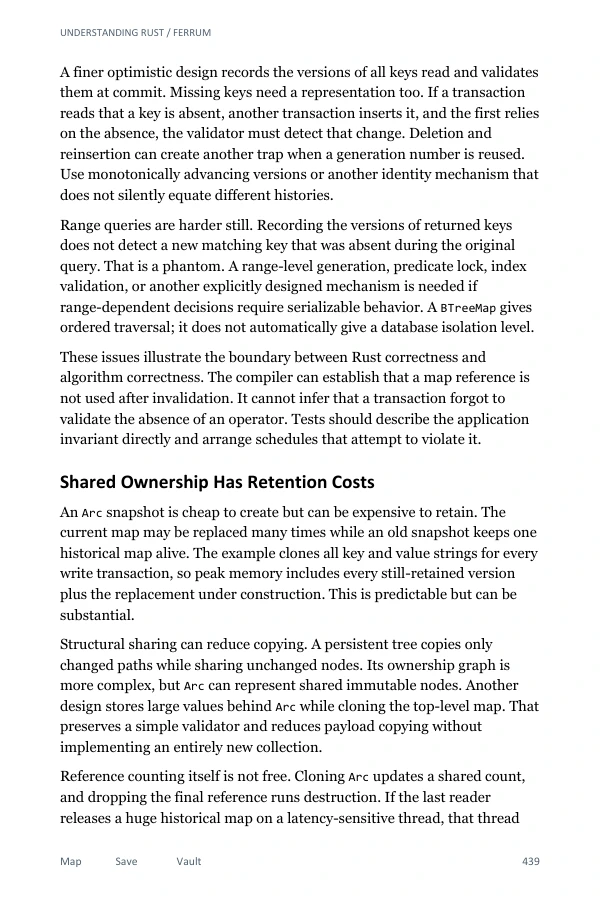 UNDERSTANDING RUST / FERRUM
A finer optimistic design records the versions of all keys read and validates
them at commit. Missing keys need a representation too. If a transaction
reads that a key is absent, another transaction inserts it, and the first relies
on the absence, the validator must detect that change. Deletion and
reinsertion can create another trap when a generation number is reused.
Use monotonically advancing versions or another identity mechanism that
does not silently equate different histories.
Range queries are harder still. Recording the versions of returned keys
does not detect a new matching key that was absent during the original
query. That is a phantom. A range-level generation, predicate lock, index
validation, or another explicitly designed mechanism is needed if
range-dependent decisions require serializable behavior. A BTreeMap gives
ordered traversal; it does not automatically give a database isolation level.
These issues illustrate the boundary between Rust correctness and
algorithm correctness. The compiler can establish that a map reference is
not used after invalidation. It cannot infer that a transaction forgot to
validate the absence of an operator. Tests should describe the application
invariant directly and arrange schedules that attempt to violate it.
Shared Ownership Has Retention Costs
An Arc snapshot is cheap to create but can be expensive to retain. The
current map may be replaced many times while an old snapshot keeps one
historical map alive. The example clones all key and value strings for every
write transaction, so peak memory includes every still-retained version
plus the replacement under construction. This is predictable but can be
substantial.
Structural sharing can reduce copying. A persistent tree copies only
changed paths while sharing unchanged nodes. Its ownership graph is
more complex, but Arc can represent shared immutable nodes. Another
design stores large values behind Arc while cloning the top-level map. That
preserves a simple validator and reduces payload copying without
implementing an entirely new collection.
Reference counting itself is not free. Cloning Arc updates a shared count,
and dropping the final reference runs destruction. If the last reader
releases a huge historical map on a latency-sensitive thread, that thread
Map Save Vault 439